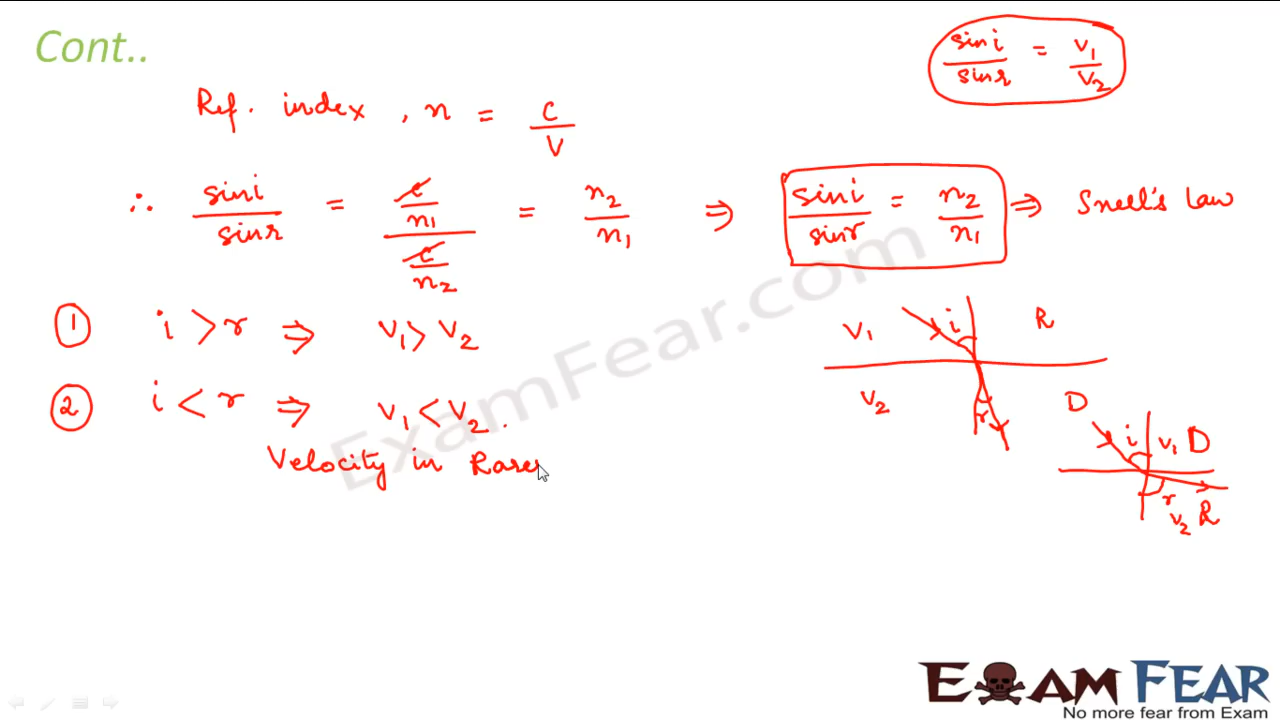 Cont..
sin i / sin r = v1 / v2
Ref. index, n = c / v
∴ sin i / sin r = (c / n1) / (c / n2) = n2 / n1 ⇒ sin i / sin r = n2 / n1 ⇒ Snell's Law
① i > r ⇒ v1 > v2
② i < r ⇒ v1 < v2.
Velocity in Rarer
v1 i R
v2 r D
i v1 D
r v2 R
ExamFear.com
EXAM FEAR
No more fear from Exam